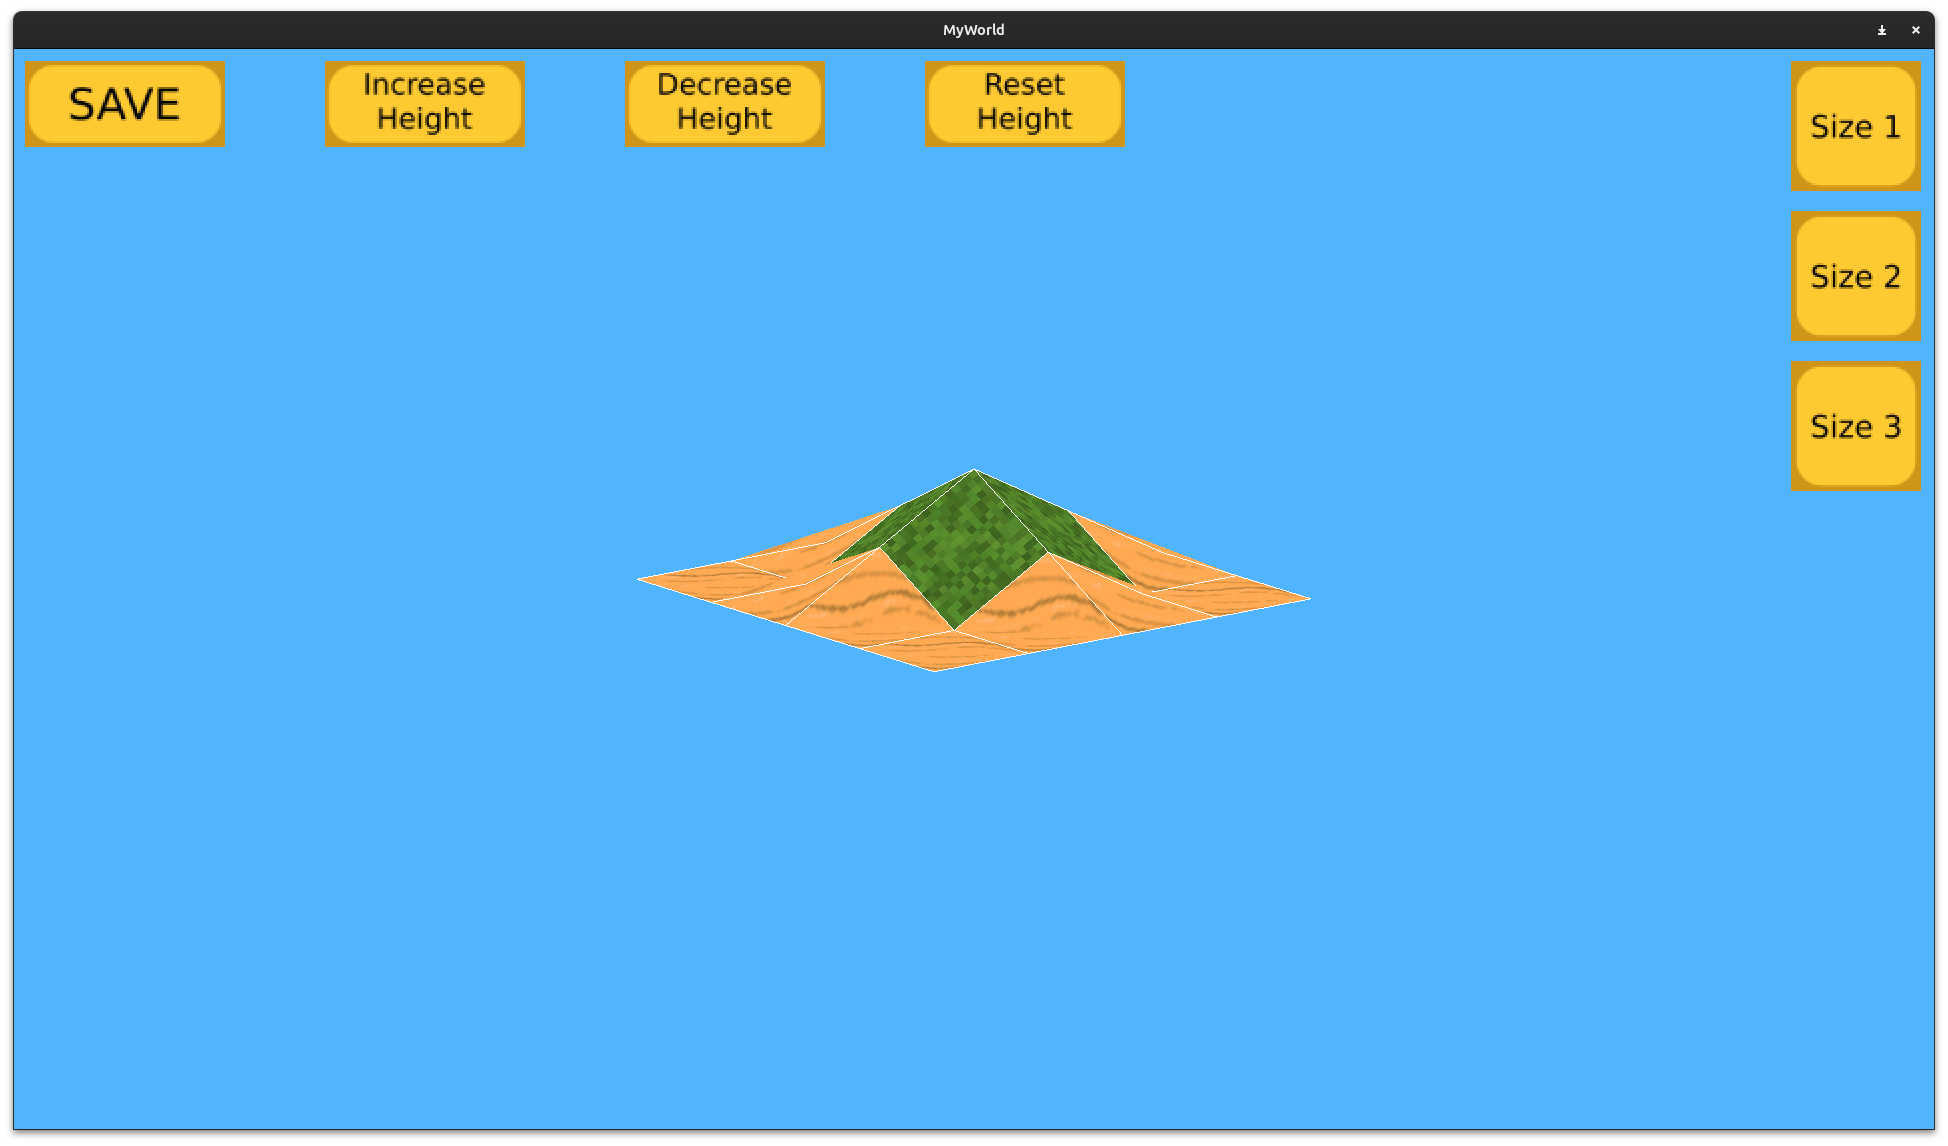 MyWorld
SAVE
Increase
Height
Decrease
Height
Reset
Height
Size 1
Size 2
Size 3